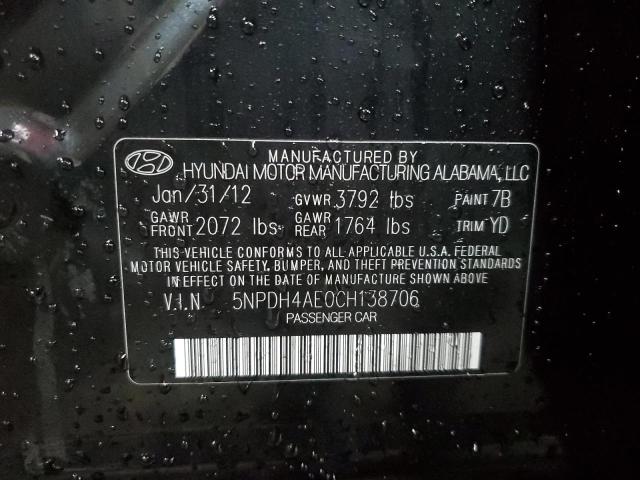 MANUFACTURED BY
HYUNDAI MOTOR MANUFACTURING ALABAMA, LLC
Jan/31/12 GVWR 3792 lbs PAINT 7B
GAWR FRONT 2072 lbs GAWR REAR 1764 lbs TRIM YD
THIS VEHICLE CONFORMS TO ALL APPLICABLE U.S.A. FEDERAL
MOTOR VEHICLE SAFETY, BUMPER, AND THEFT PREVENTION STANDARDS
IN EFFECT ON THE DATE OF MANUFACTURE SHOWN ABOVE
V.I.N. 5NPDH4AE0CH138706
PASSENGER CAR